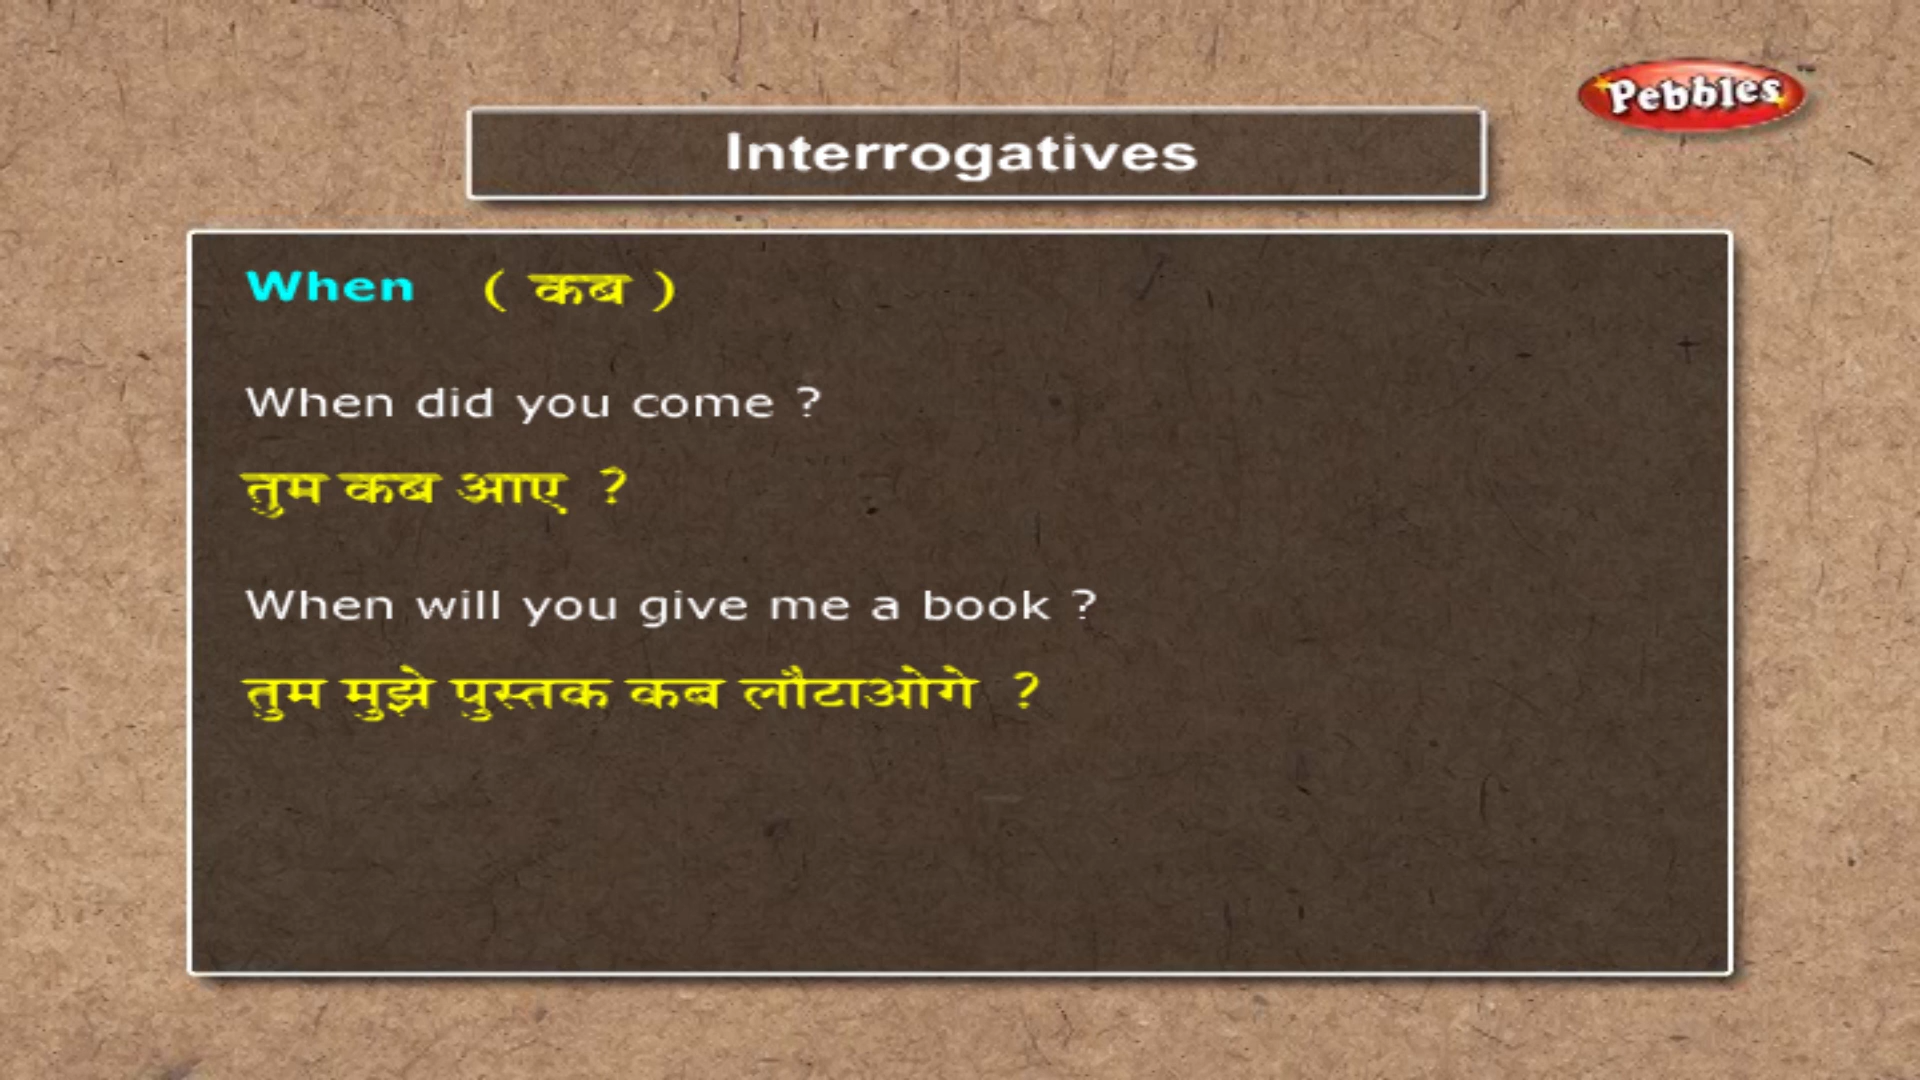 Pebbles
Interrogatives
When ( कब )
When did you come ?
तुम कब आए ?
When will you give me a book ?
तुम मुझे पुस्तक कब लौटाओगे ?